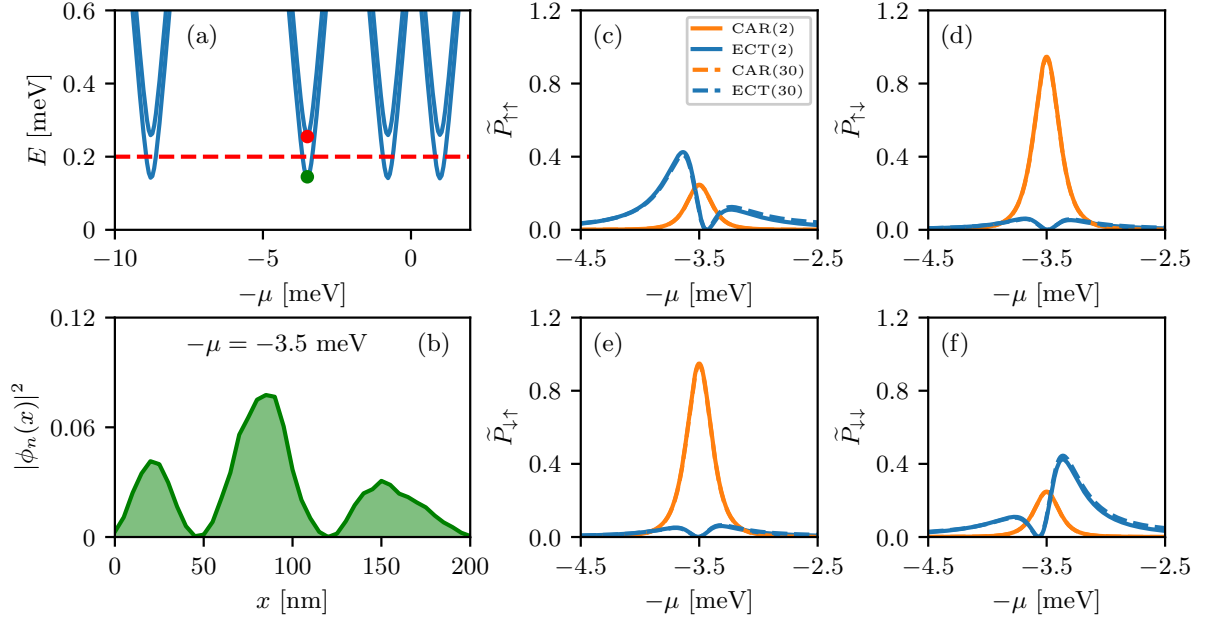 (a)
E [meV]
0.6
0.4
0.2
0
−10
−5
0
−μ [meV]
(b)
−μ = −3.5 meV
|ϕₙ(x)|²
0.12
0.06
0
0
50
100
150
200
x [nm]
(c)
CAR(2)
ECT(2)
CAR(30)
ECT(30)
P̃↑↑
1.2
0.8
0.4
0.0
−4.5
−3.5
−2.5
−μ [meV]
(d)
P̃↑↓
1.2
0.8
0.4
0.0
−4.5
−3.5
−2.5
−μ [meV]
(e)
P̃↓↑
1.2
0.8
0.4
0.0
−4.5
−3.5
−2.5
−μ [meV]
(f)
P̃↓↓
1.2
0.8
0.4
0.0
−4.5
−3.5
−2.5
−μ [meV]